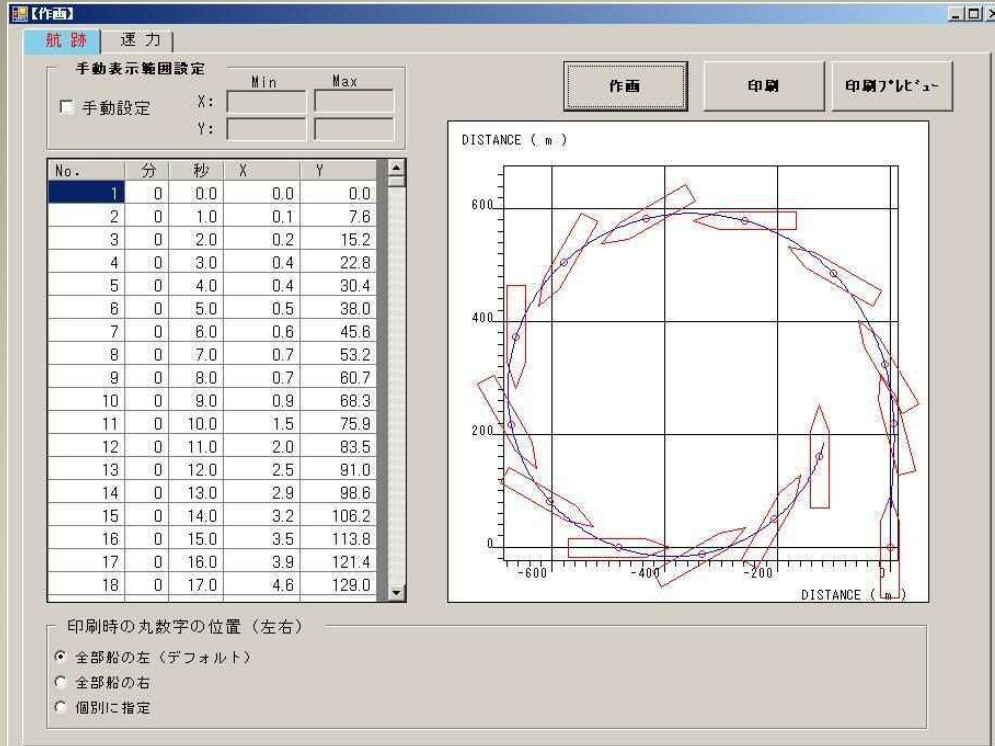 【作画】
航 跡
速 力
手動表示範囲設定
Min
Max
手動設定
X:
Y:
作画
印刷
印刷ﾌﾟﾚﾋﾞｭｰ
No. 分 秒 X Y
1 0 0.0 0.0 0.0
2 0 1.0 0.1 7.6
3 0 2.0 0.2 15.2
4 0 3.0 0.4 22.8
5 0 4.0 0.4 30.4
6 0 5.0 0.5 38.0
7 0 6.0 0.6 45.6
8 0 7.0 0.7 53.2
9 0 8.0 0.7 60.7
10 0 9.0 0.9 68.3
11 0 10.0 1.5 75.9
12 0 11.0 2.0 83.5
13 0 12.0 2.5 91.0
14 0 13.0 2.9 98.6
15 0 14.0 3.2 106.2
16 0 15.0 3.5 113.8
17 0 16.0 3.9 121.4
18 0 17.0 4.6 129.0
DISTANCE ( m )
600
400
200
0
-600 -400 -200 0
DISTANCE ( m )
印刷時の丸数字の位置（左右）
全部船の左（デフォルト）
全部船の右
個別に指定